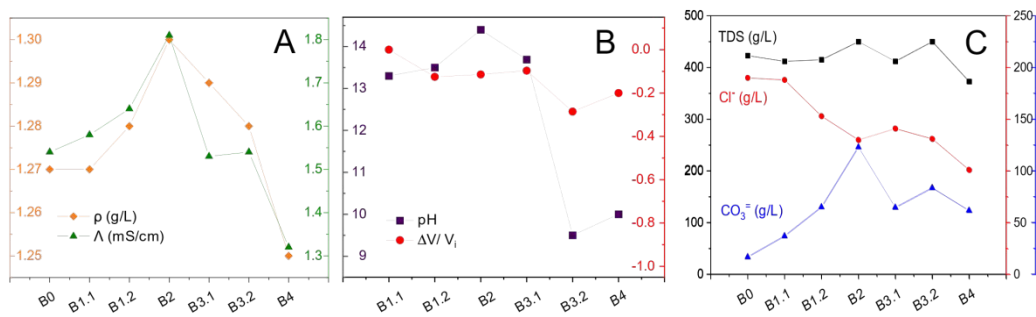 A
1.30
1.29
1.28
1.27
1.26
1.25
1.8
1.7
1.6
1.5
1.4
1.3
ρ (g/L)
Λ (mS/cm)
B0
B1.1
B1.2
B2
B3.1
B3.2
B4
B
14
13
12
11
10
9
0.0
-0.2
-0.4
-0.6
-0.8
-1.0
pH
ΔV/ Vi
B1.1
B1.2
B2
B3.1
B3.2
B4
C
500
400
300
200
100
0
250
200
150
100
50
0
TDS (g/L)
Cl- (g/L)
CO3= (g/L)
B0
B1.1
B1.2
B2
B3.1
B3.2
B4